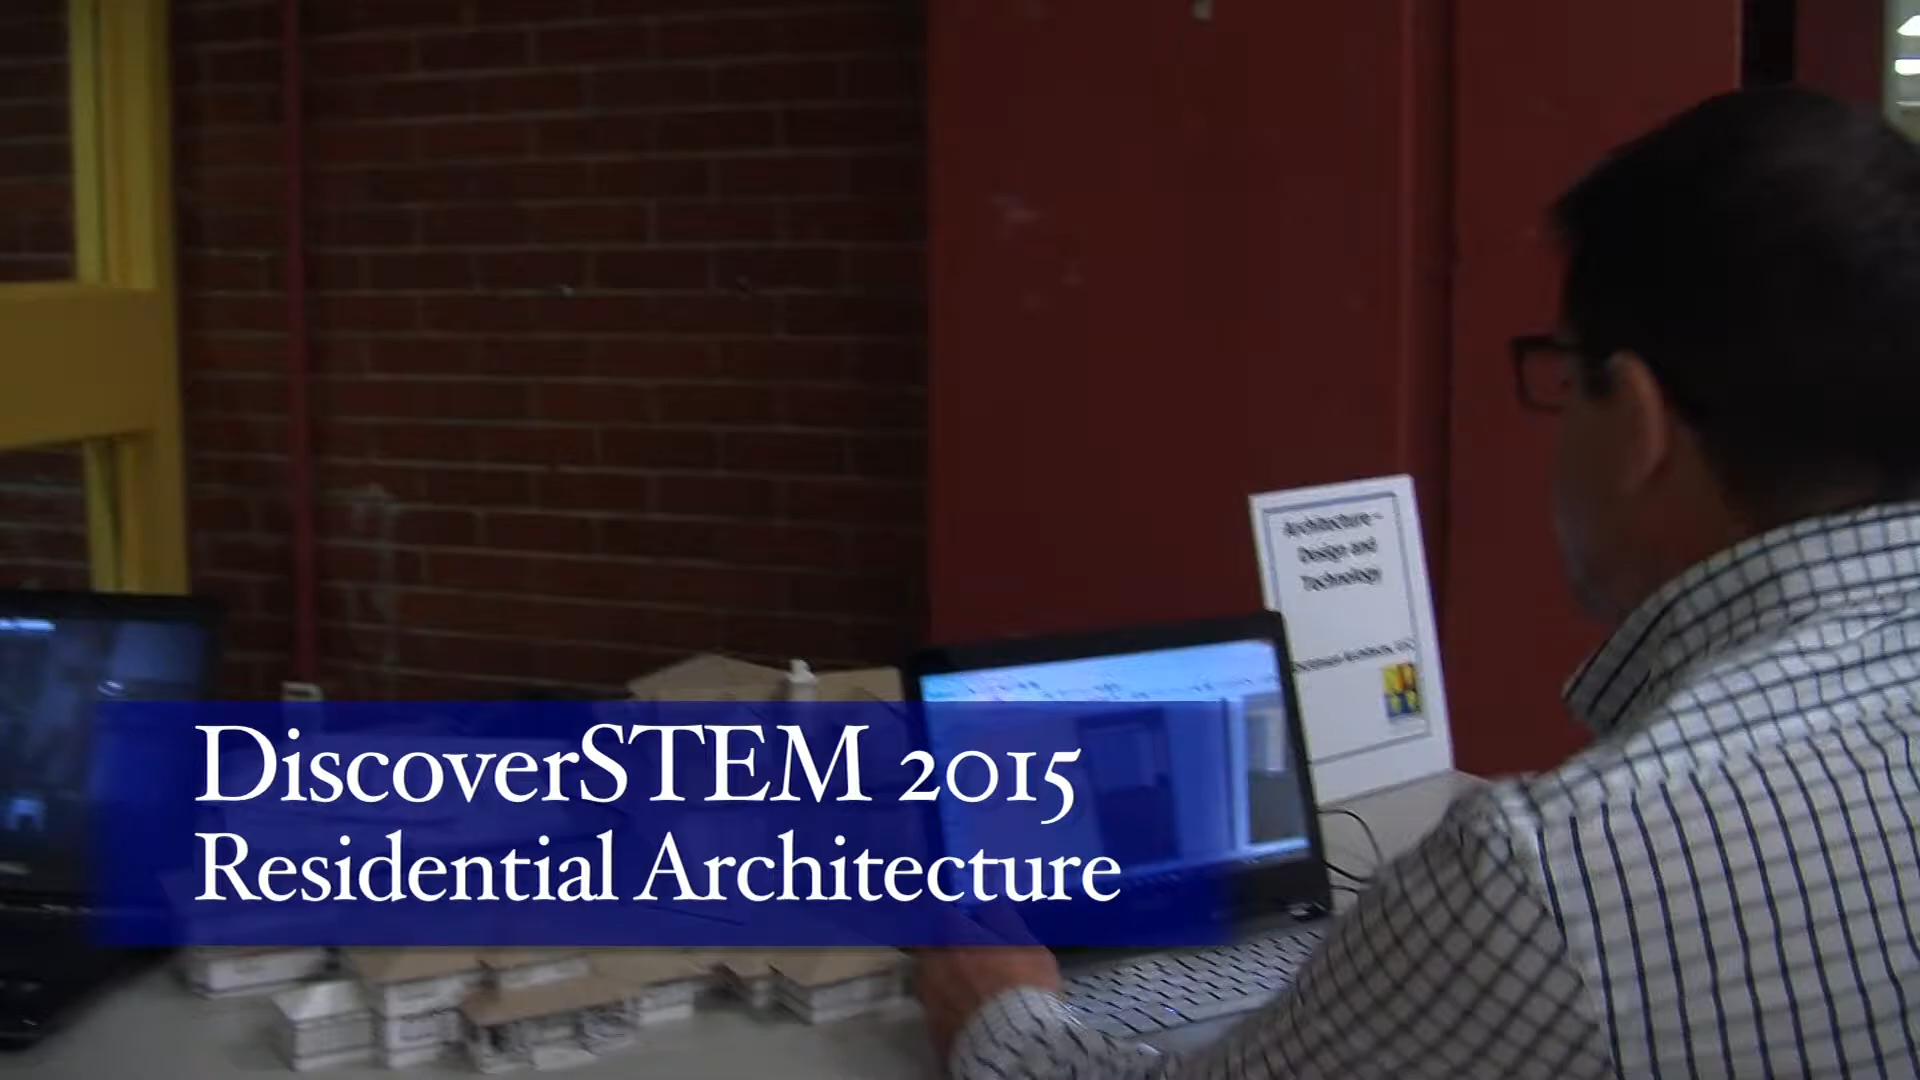 Architecture -
Design and
Technology
DiscoverSTEM 2015
Residential Architecture